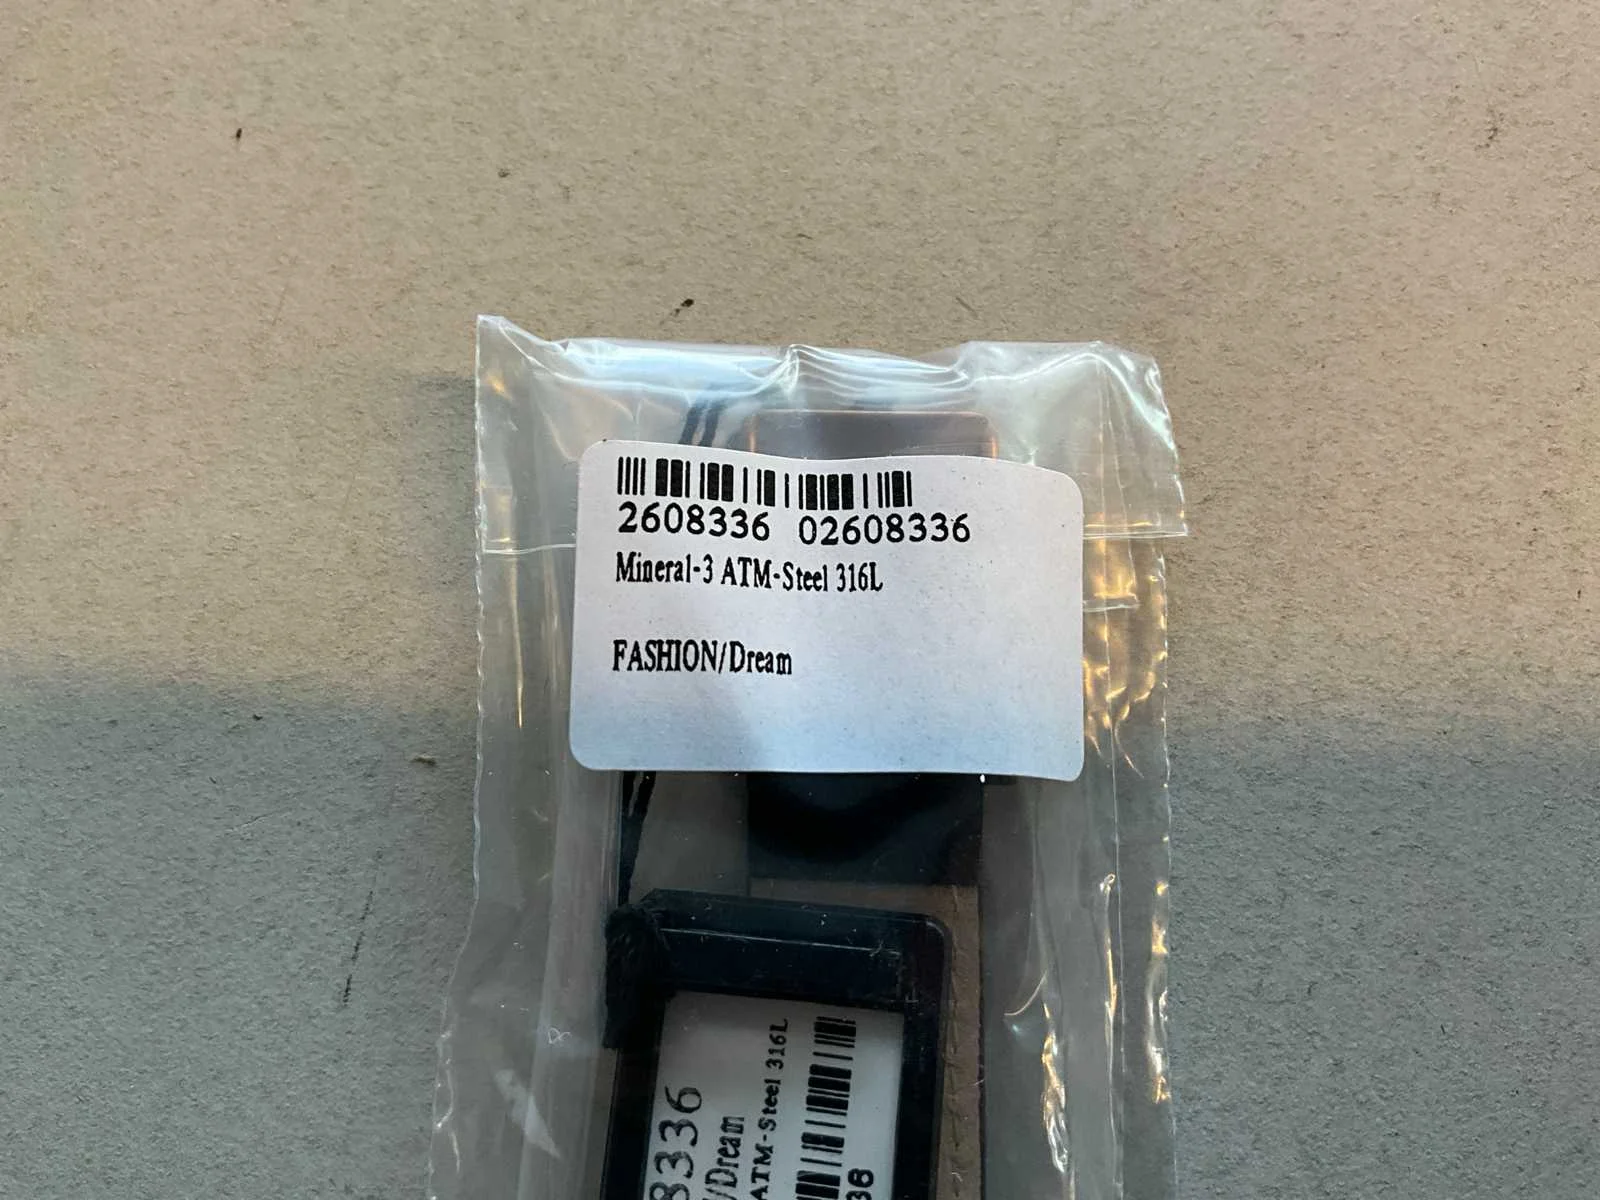 2608336 02608336
Mineral-3 ATM-Steel 316L
FASHION/Dream
8336
/Dream
ATM-Steel 316L